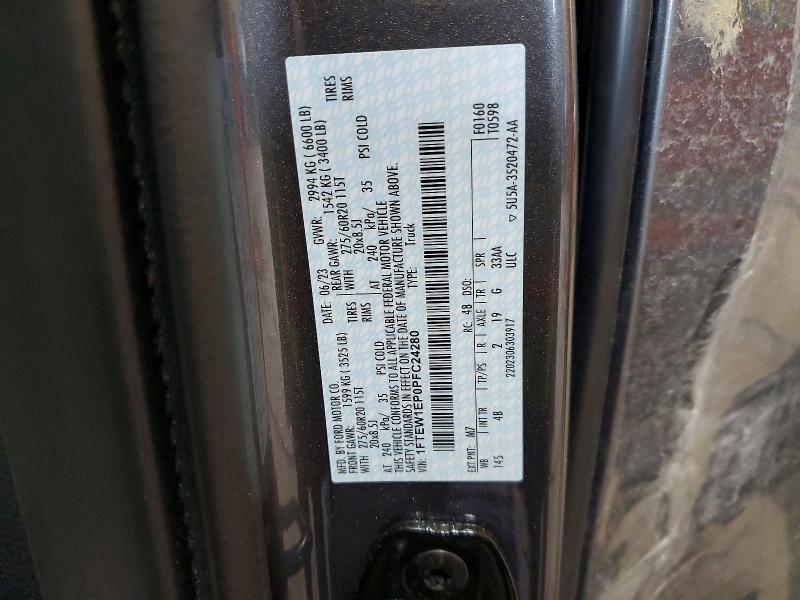 MFD. BY FORD MOTOR CO.
DATE: 06/23 GVWR: 2994 KG ( 6600 LB)
FRONT GAWR: 1599 KG ( 3525 LB) REAR GAWR: 1542 KG ( 3400 LB)
WITH 275/60R20 115T TIRES WITH 275/60R20 115T TIRES
20x8.5J RIMS 20x8.5J RIMS
AT 240 kPa/ 35 PSI COLD AT 240 kPa/ 35 PSI COLD
THIS VEHICLE CONFORMS TO ALL APPLICABLE FEDERAL MOTOR VEHICLE
SAFETY STANDARDS IN EFFECT ON THE DATE OF MANUFACTURE SHOWN ABOVE.
VIN: 1FTEW1EP0PFC24280 TYPE: Truck
F0160
T0598
EXT PNT: M7 RC: 48 DSO:
WB INT TR TP/PS R AXLE TR SPR
145 4B 2 19 G 33AA
2202306303917 ULC ▽ 5U5A-3520472-AA